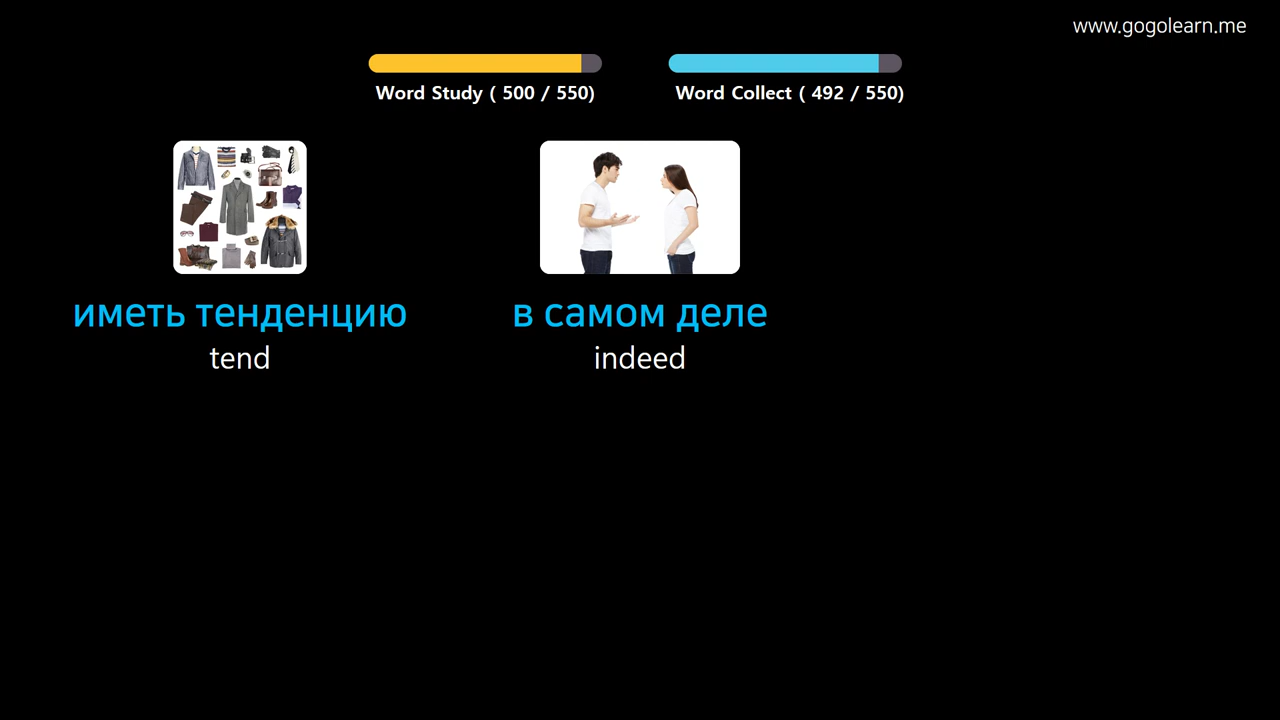 www.gogolearn.me
Word Study ( 500 / 550)
Word Collect ( 492 / 550)
иметь тенденцию
tend
в самом деле
indeed